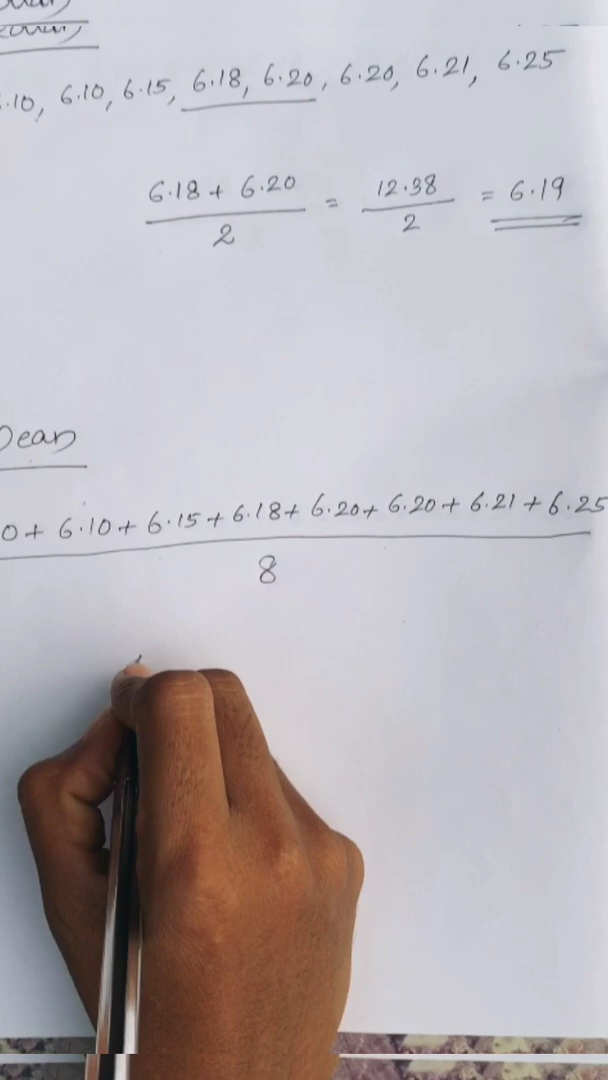 .10, 6.10, 6.15, 6.18, 6.20, 6.20, 6.21, 6.25
6.18 + 6.20 / 2 = 12.38 / 2 = 6.19
Dean
0 + 6.10 + 6.15 + 6.18 + 6.20 + 6.20 + 6.21 + 6.25
8